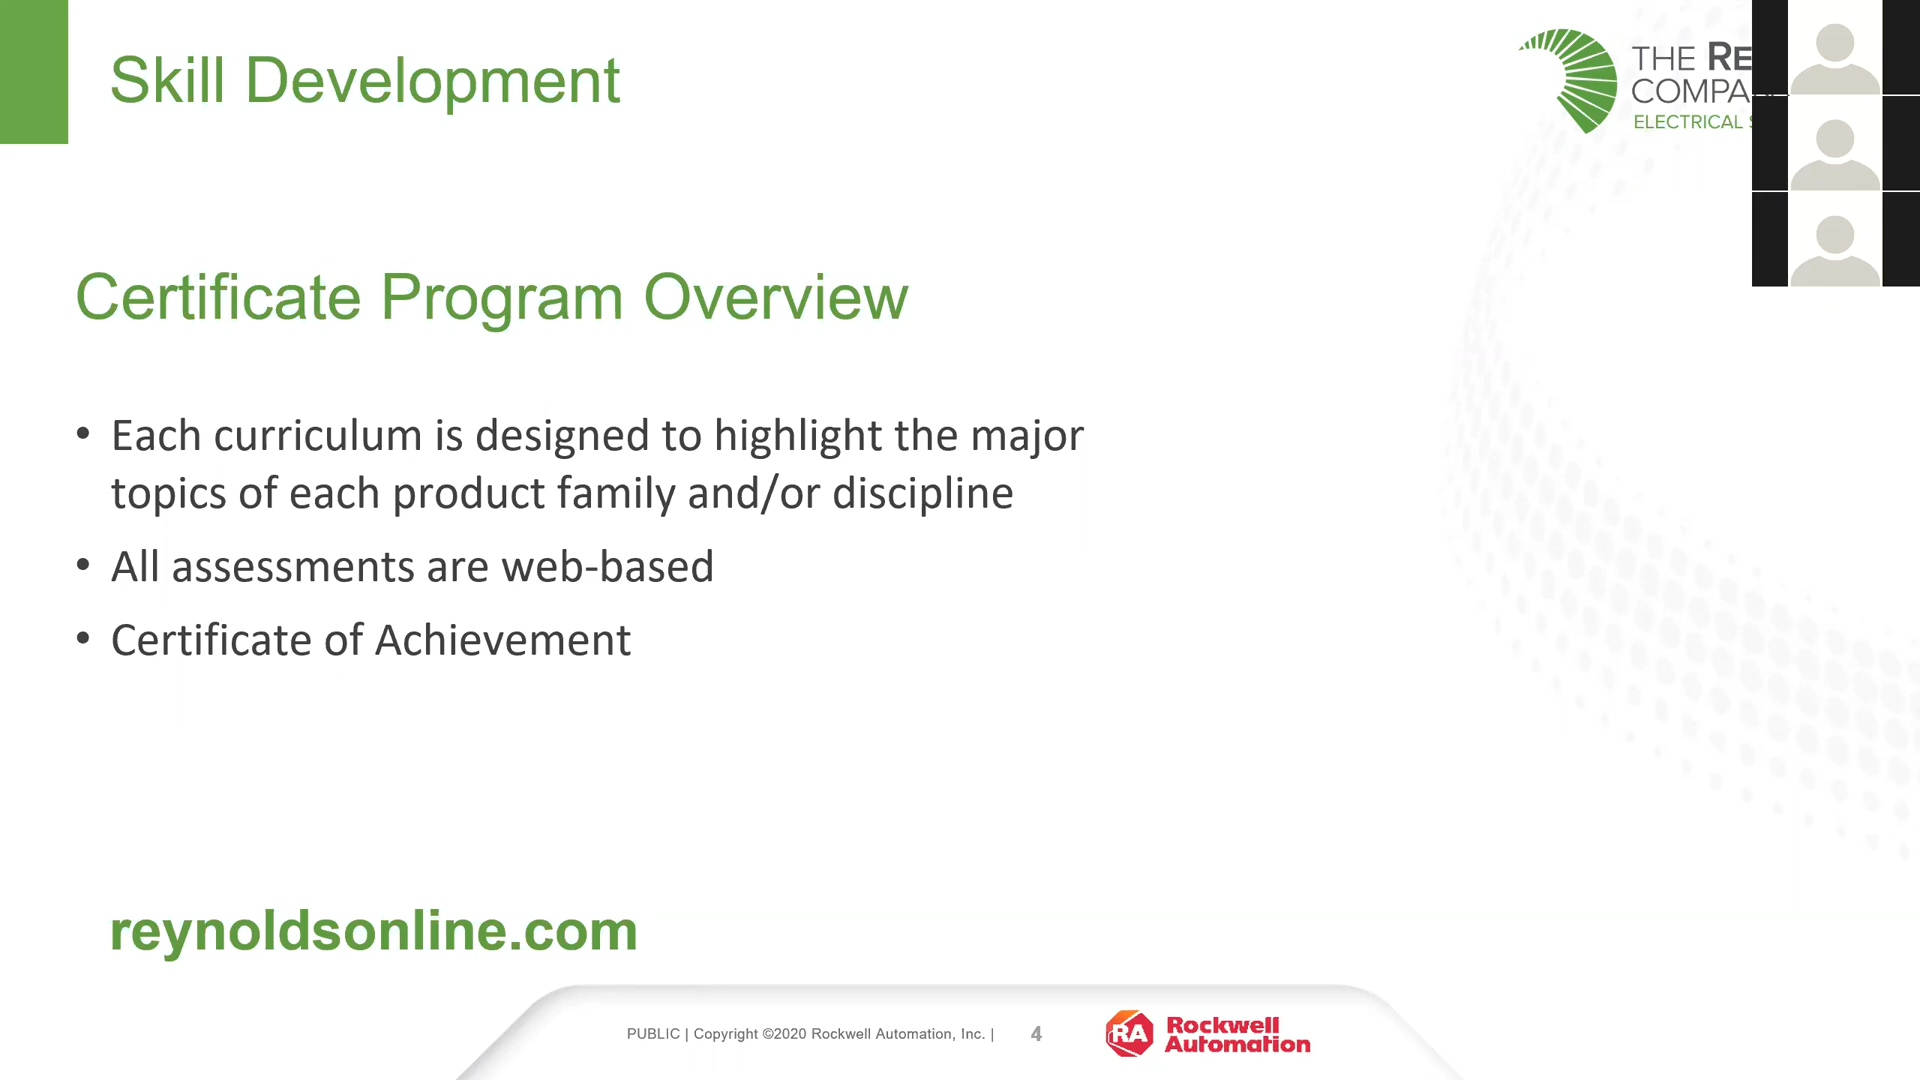 Skill Development
THE
COMPA
ELECTRICAL
Certificate Program Overview
• Each curriculum is designed to highlight the major
topics of each product family and/or discipline
• All assessments are web-based
• Certificate of Achievement
reynoldsonline.com
PUBLIC | Copyright ©2020 Rockwell Automation, Inc. | 4
RA
Rockwell
Automation